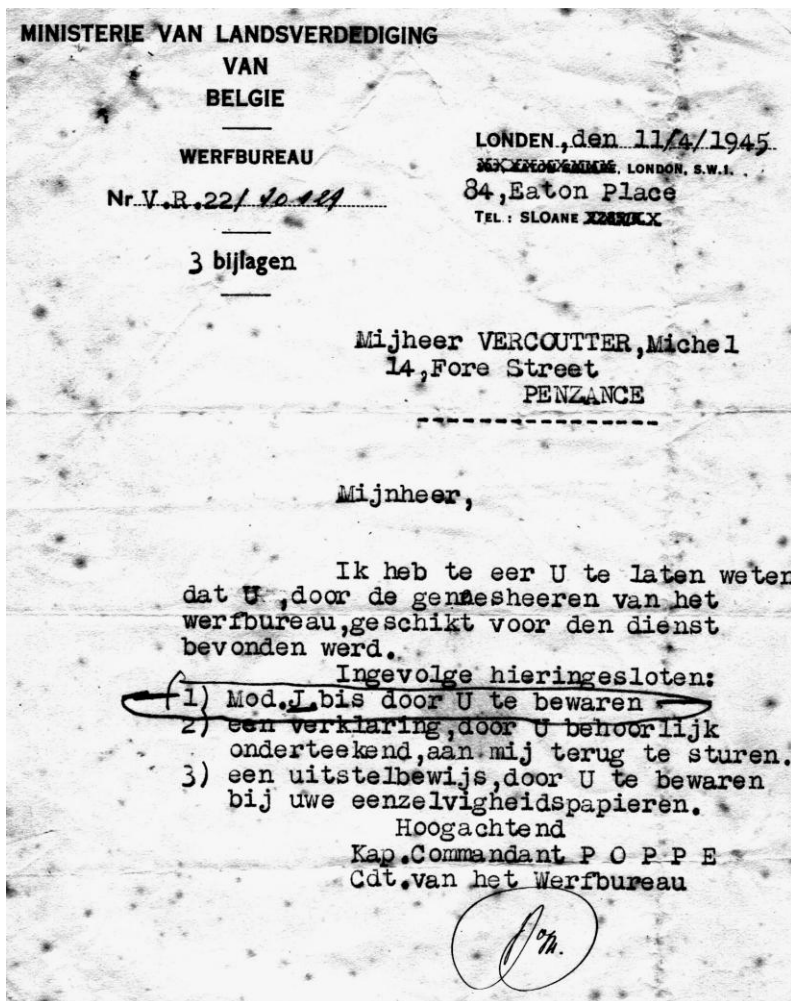 MINISTERIE VAN LANDSVERDEDIGING
VAN
BELGIE
WERFBUREAU
Nr V.R.22/
3 bijlagen
LONDEN, den 11/4/1945
LONDON, S.W.1.
84,Eaton Place
TEL : SLOANE
Mijheer VERCOUTTER,Michel
14,Fore Street
PENZANCE
Mijnheer,
Ik heb te eer U te laten weten
dat U ,door de gennesheeren van het
werfbureau,geschikt voor den dienst
bevonden werd.
Ingevolge hieringesloten:
1) Mod.J.bis door U te bewaren
2) een verklaring,door U behoorlijk
onderteekend,aan mij terug te sturen.
3) een uitstelbewijs,door U te bewaren
bij uwe eenzelvigheidspapieren.
Hoogachtend
Kap.Commandant P O P P E
Cdt.van het Werfbureau